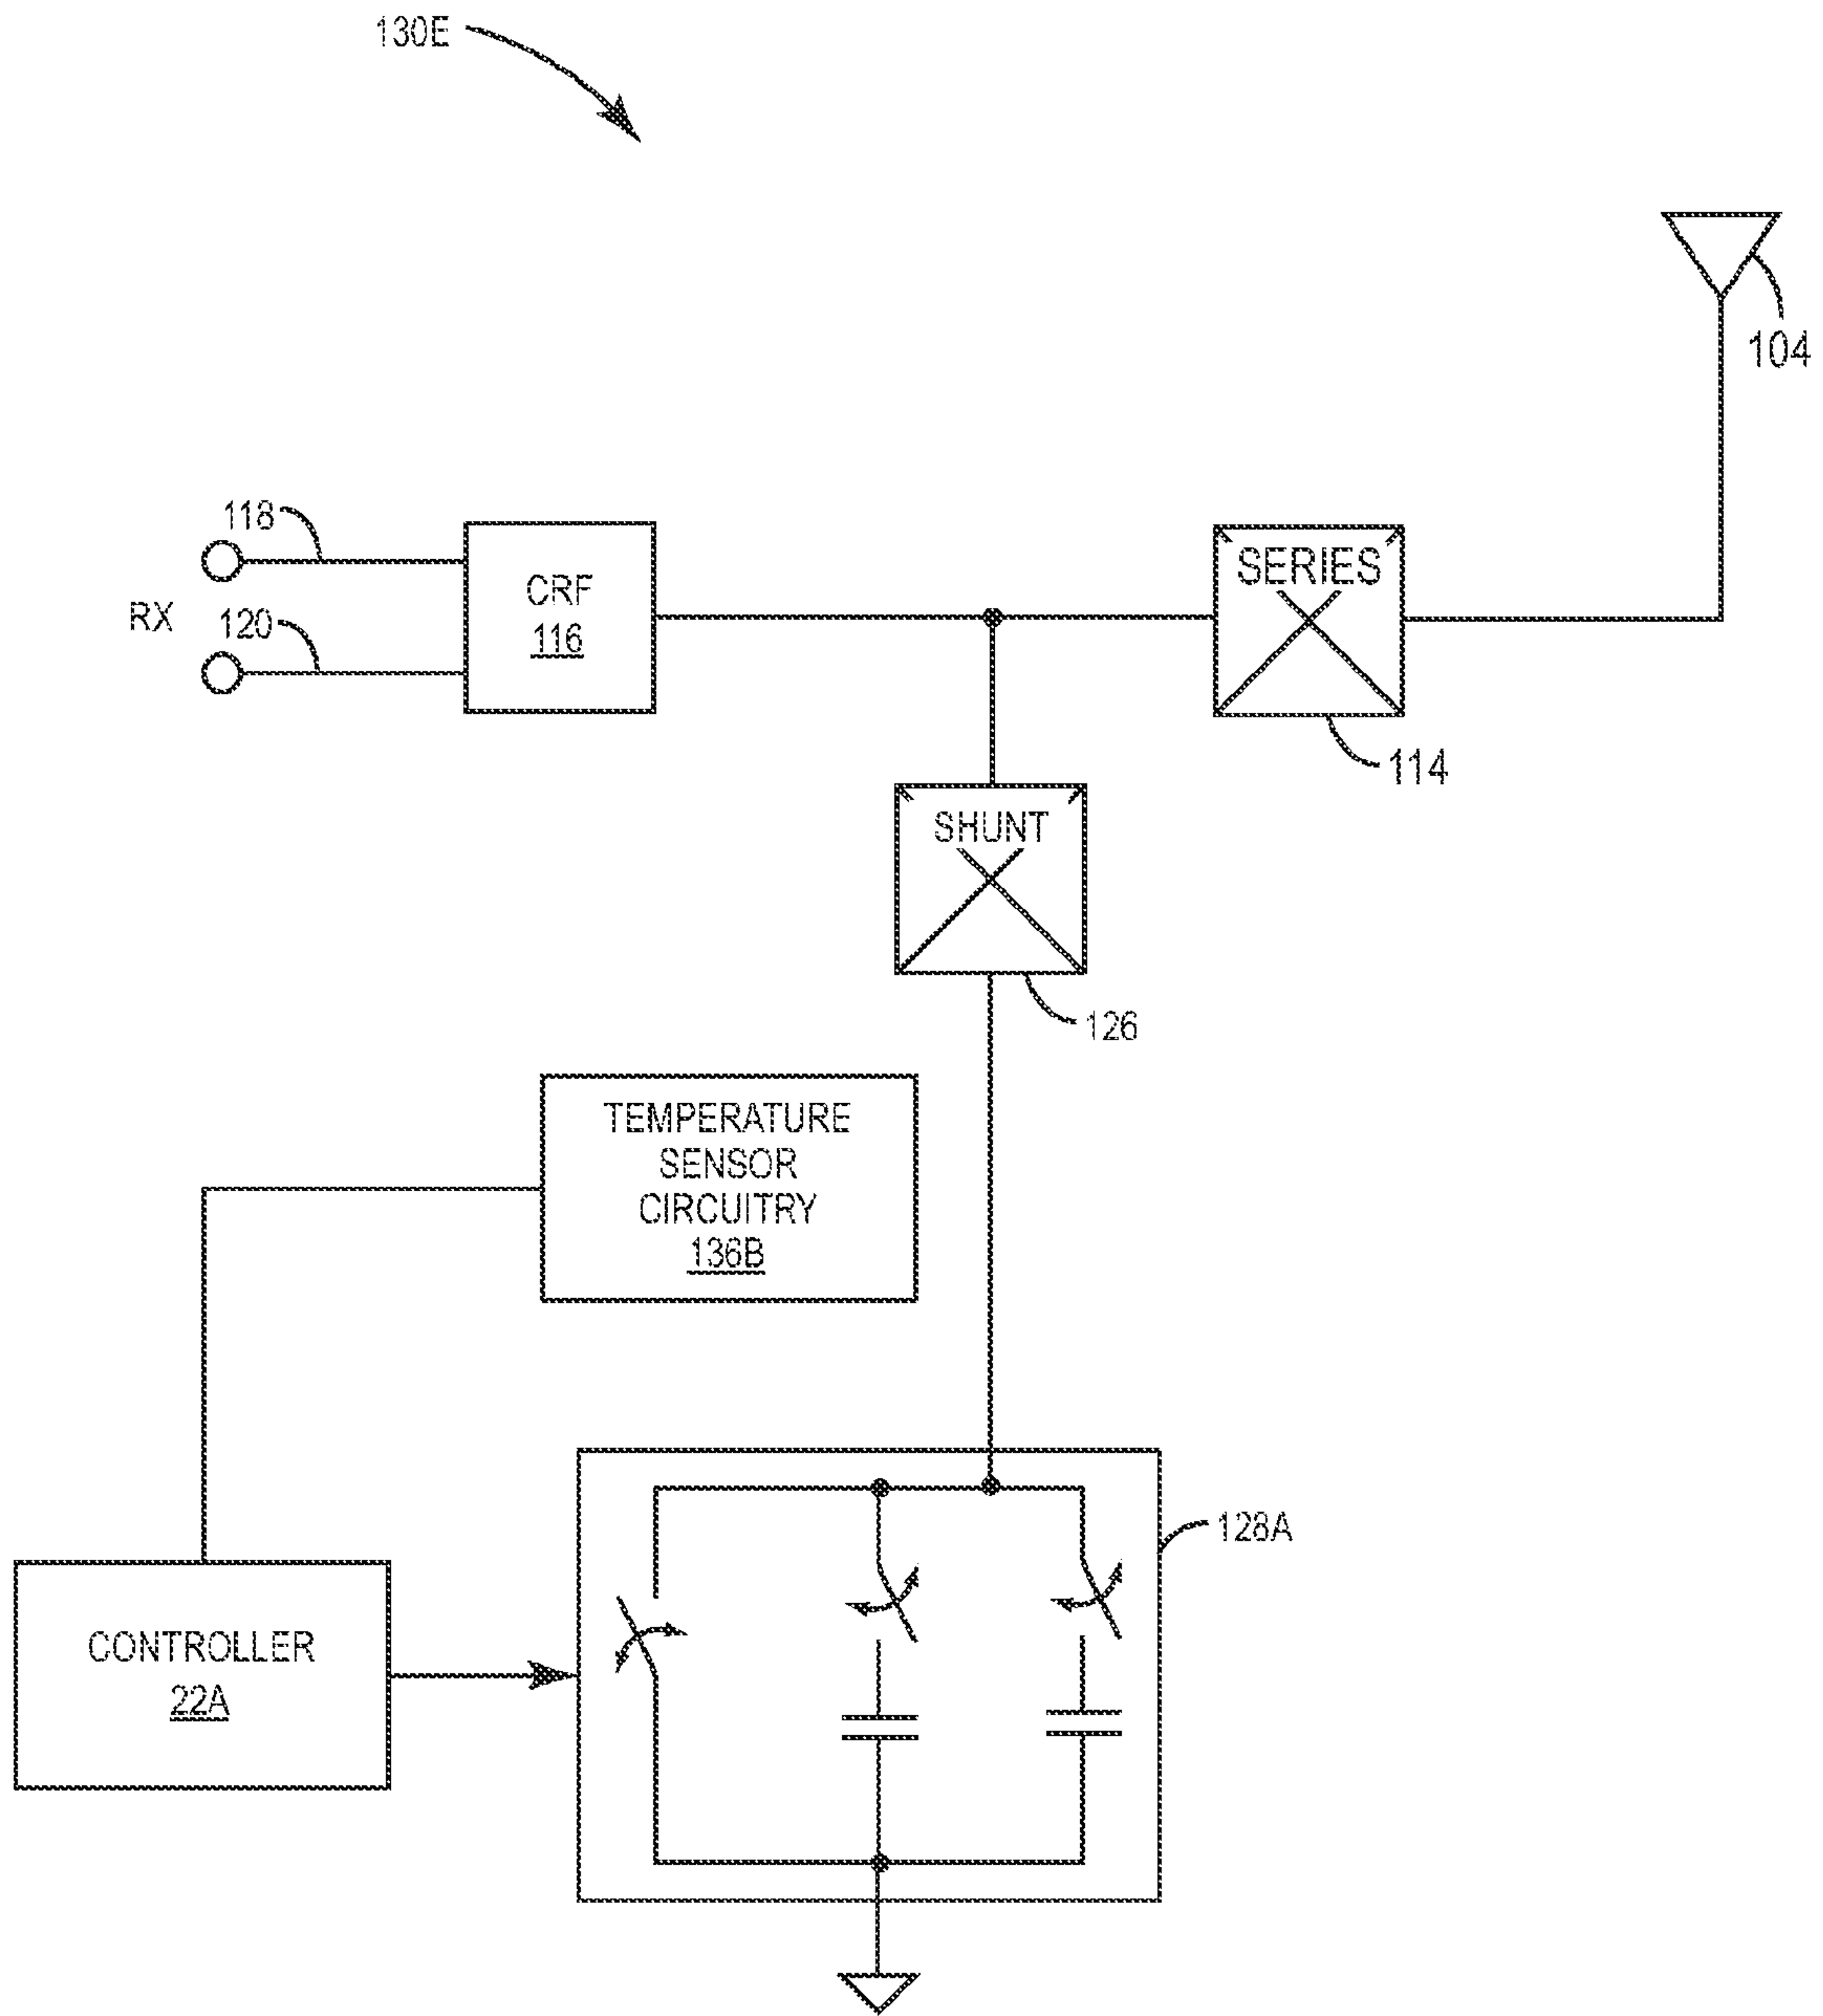 130E
104
118
RX
120
CRF
116
SERIES
114
SHUNT
126
TEMPERATURE
SENSOR
CIRCUITRY
136B
128A
CONTROLLER
22A